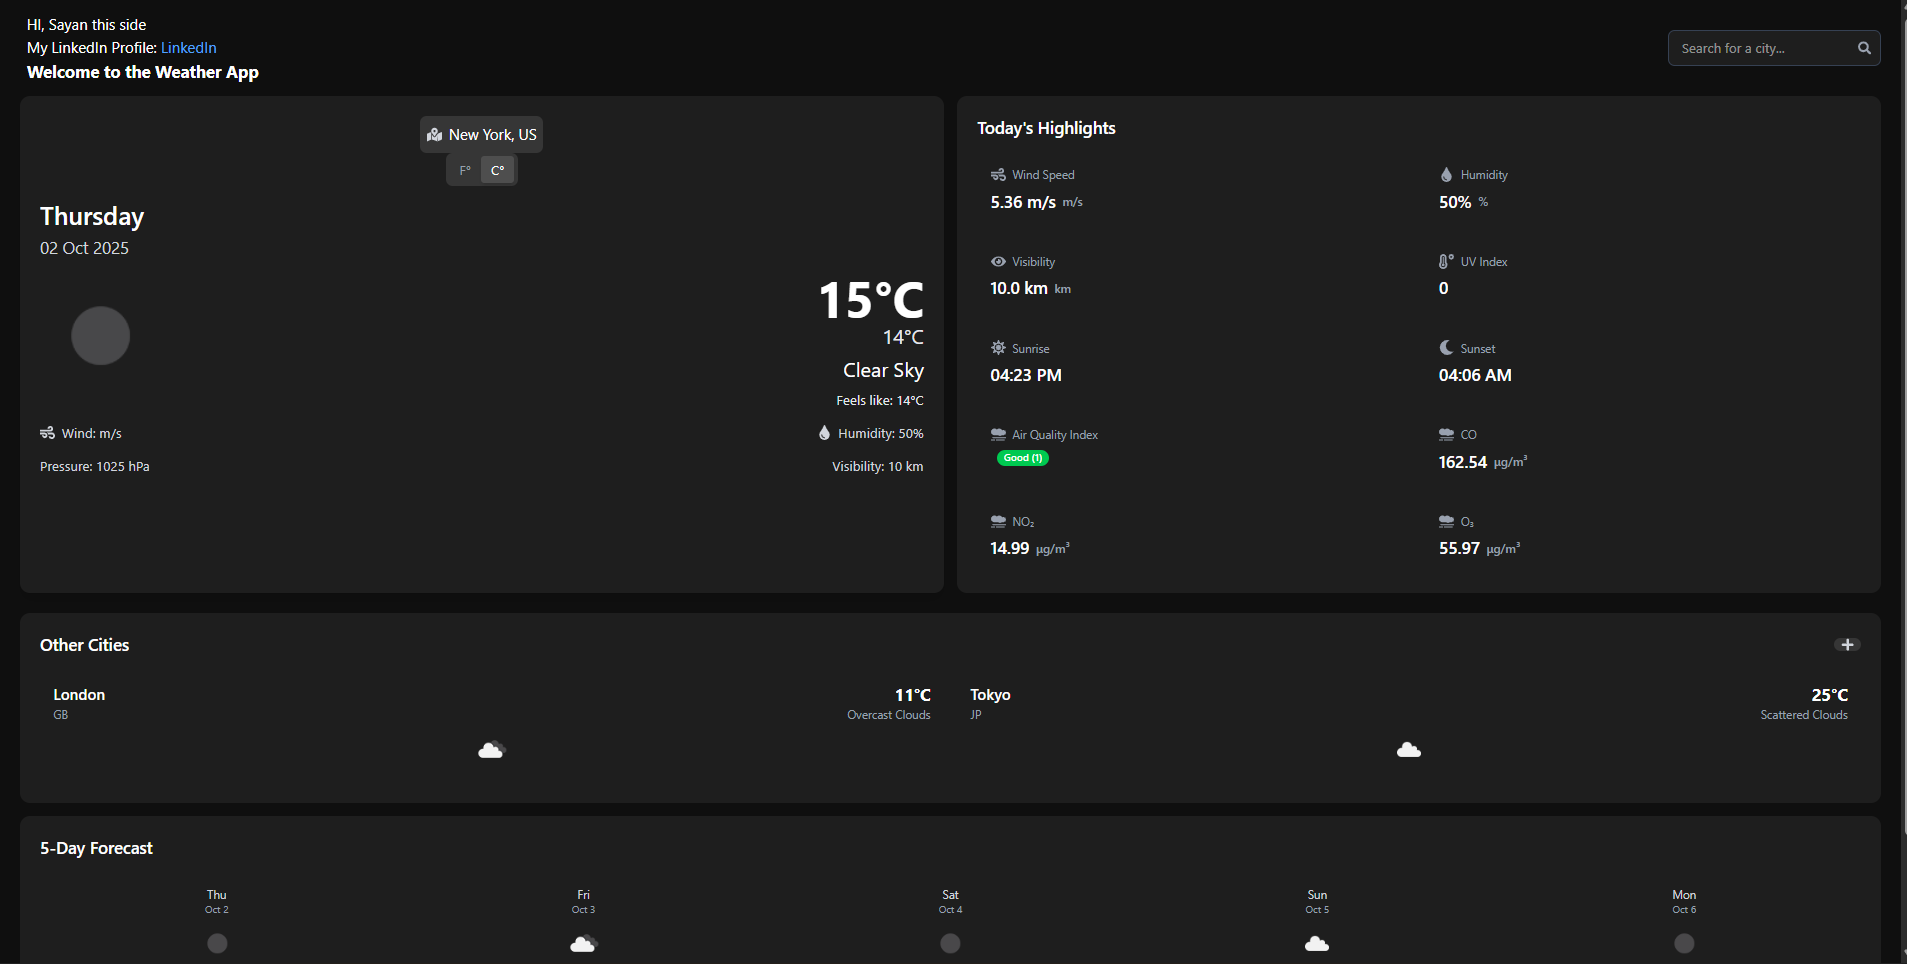 HI, Sayan this side
My LinkedIn Profile: LinkedIn
Welcome to the Weather App
Search for a city...
New York, US
F° C°
Thursday
02 Oct 2025
15°C
14°C
Clear Sky
Feels like: 14°C
Wind: m/s
Humidity: 50%
Pressure: 1025 hPa
Visibility: 10 km
Today's Highlights
Wind Speed
5.36 m/s m/s
Humidity
50% %
Visibility
10.0 km km
UV Index
0
Sunrise
04:23 PM
Sunset
04:06 AM
Air Quality Index
Good (1)
CO
162.54 µg/m³
NO₂
14.99 µg/m³
O₃
55.97 µg/m³
Other Cities
London
GB
11°C
Overcast Clouds
Tokyo
JP
25°C
Scattered Clouds
5-Day Forecast
Thu
Oct 2
Fri
Oct 3
Sat
Oct 4
Sun
Oct 5
Mon
Oct 6